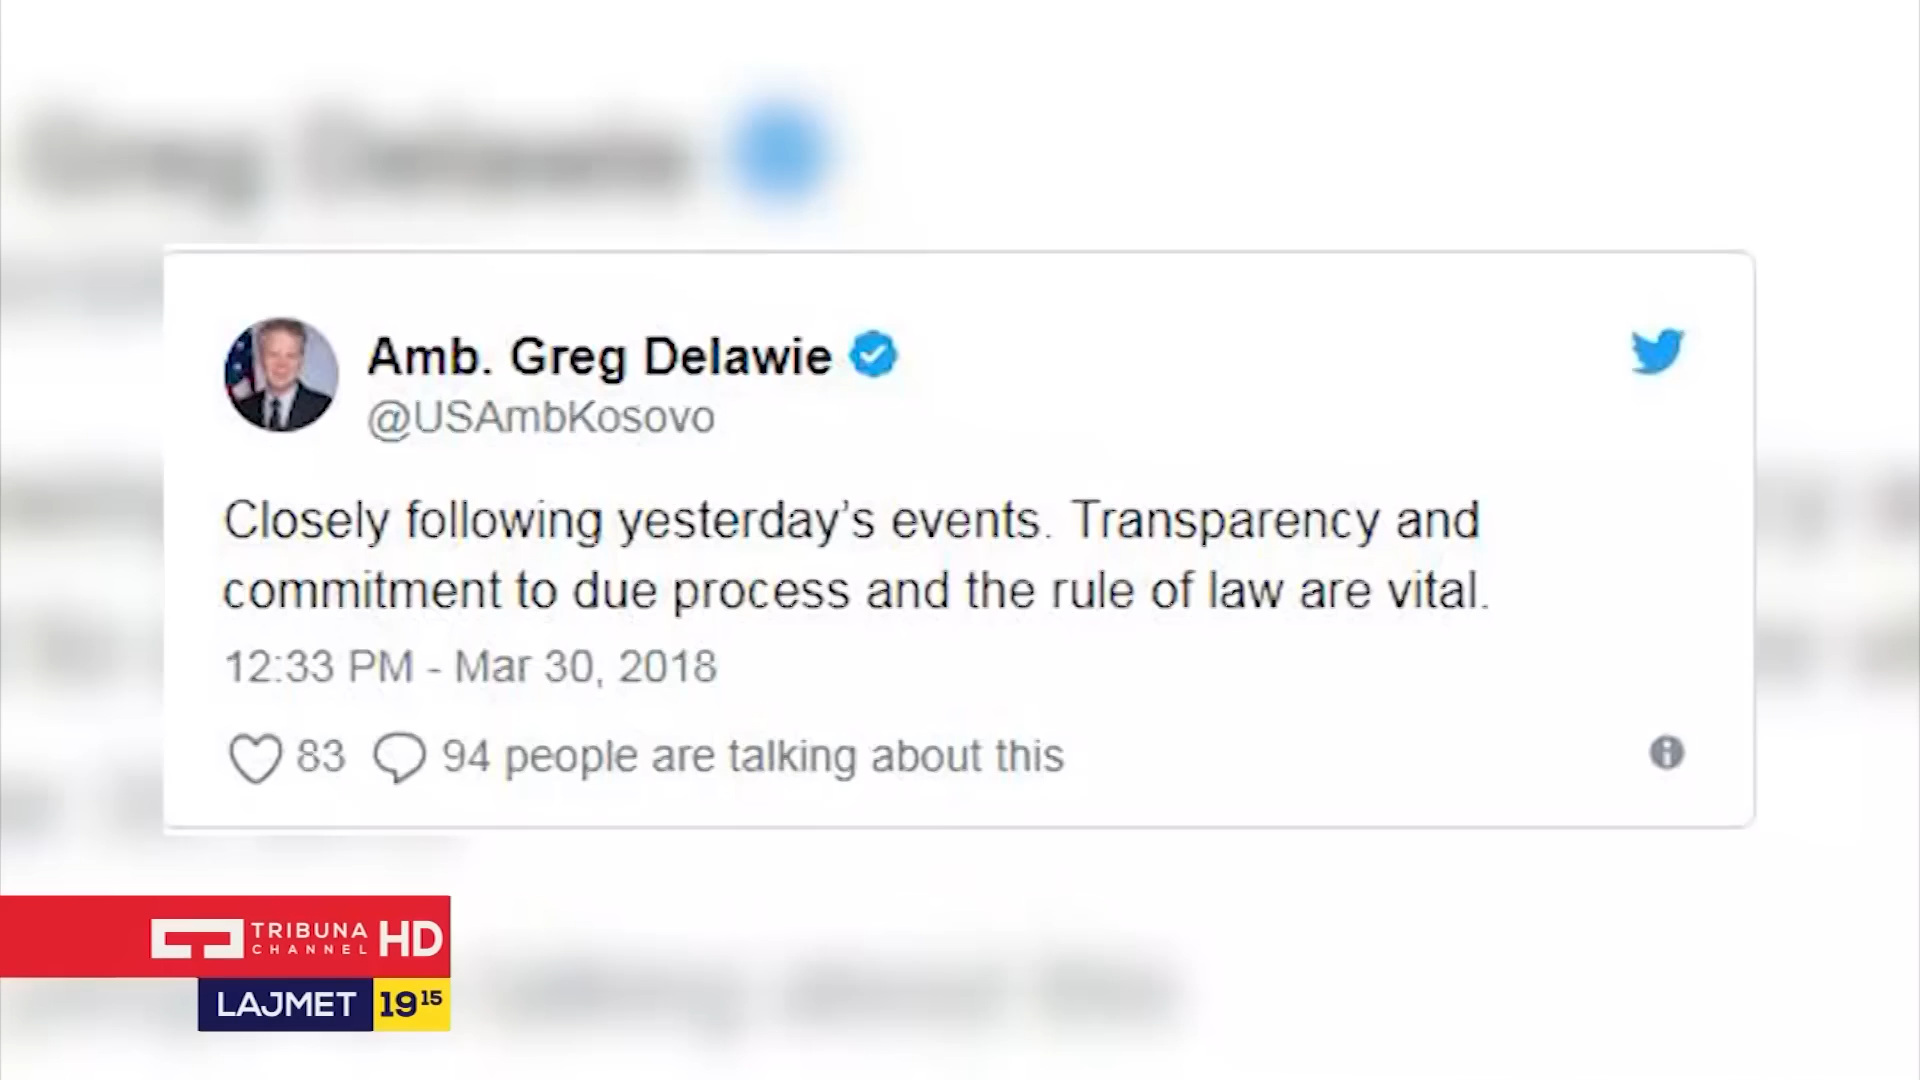 Greg Delawie
Amb. Greg Delawie
@USAmbKosovo
Closely following yesterday’s events. Transparency and
commitment to due process and the rule of law are vital.
12:33 PM - Mar 30, 2018
83 94 people are talking about this
TRIBUNA
CHANNEL HD
LAJMET 19 15